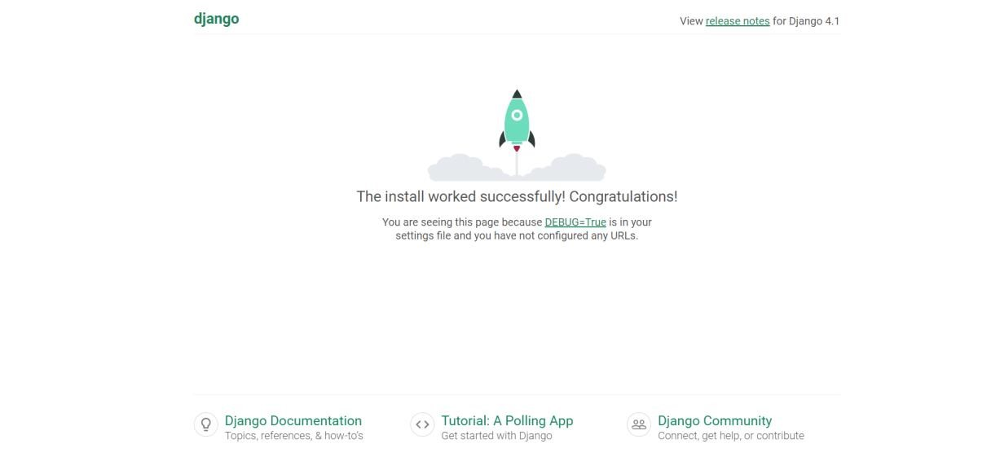 django
View release notes for Django 4.1
The install worked successfully! Congratulations!
You are seeing this page because DEBUG=True is in your
settings file and you have not configured any URLs.
Django Documentation
Topics, references, & how-to's
Tutorial: A Polling App
Get started with Django
Django Community
Connect, get help, or contribute